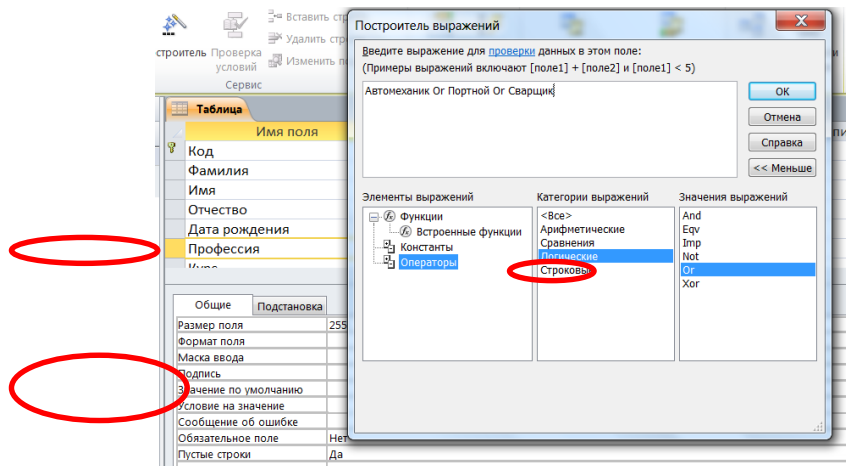 Вставить
Удалить
Проверка
условий
Изменить
Сервис
Таблица
Имя поля
Код
Фамилия
Имя
Отчество
Дата рождения
Профессия
Общие Подстановка
Размер поля 255
Формат поля
Маска ввода
Подпись
Значение по умолчанию
Условие на значение
Сообщение об ошибке
Обязательное поле Нет
Пустые строки Да
Построитель выражений
Введите выражение для проверки данных в этом поле:
(Примеры выражений включают [поле1] + [поле2] и [поле1] < 5)
Автомеханик Or Портной Or Сварщик
ОК
Отмена
Справка
<< Меньше
Элементы выражений
Функции
Встроенные функции
Константы
Операторы
Категории выражений
<Все>
Арифметические
Сравнения
Логические
Строковые
Значения выражений
And
Eqv
Imp
Not
Or
Xor